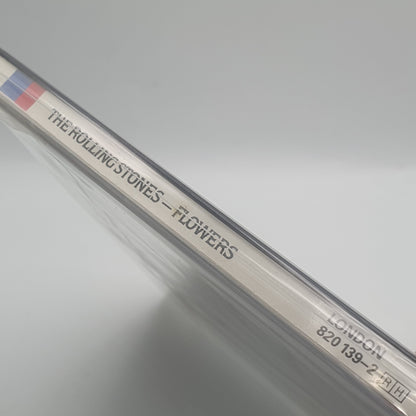 THE ROLLING STONES – FLOWERS
LONDON
820 139-2 R H